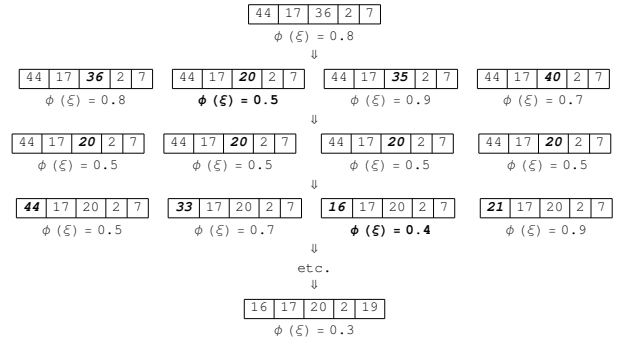 44 17 36 2 7
ϕ (ξ) = 0.8
⇓
44 17 36 2 7 44 17 20 2 7 44 17 35 2 7 44 17 40 2 7
ϕ (ξ) = 0.8 ϕ (ξ) = 0.5 ϕ (ξ) = 0.9 ϕ (ξ) = 0.7
⇓
44 17 20 2 7 44 17 20 2 7 44 17 20 2 7 44 17 20 2 7
ϕ (ξ) = 0.5 ϕ (ξ) = 0.5 ϕ (ξ) = 0.5 ϕ (ξ) = 0.5
⇓
44 17 20 2 7 33 17 20 2 7 16 17 20 2 7 21 17 20 2 7
ϕ (ξ) = 0.5 ϕ (ξ) = 0.7 ϕ (ξ) = 0.4 ϕ (ξ) = 0.9
⇓
etc.
⇓
16 17 20 2 19
ϕ (ξ) = 0.3